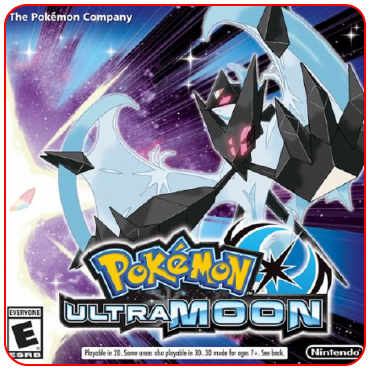 The Pokémon Company
POKéMON
ULTRA MOON
EVERYONE
E
ESRB
Playable in 2D. Some areas also playable in 3D. 3D mode for ages 7+. See back.
Nintendo